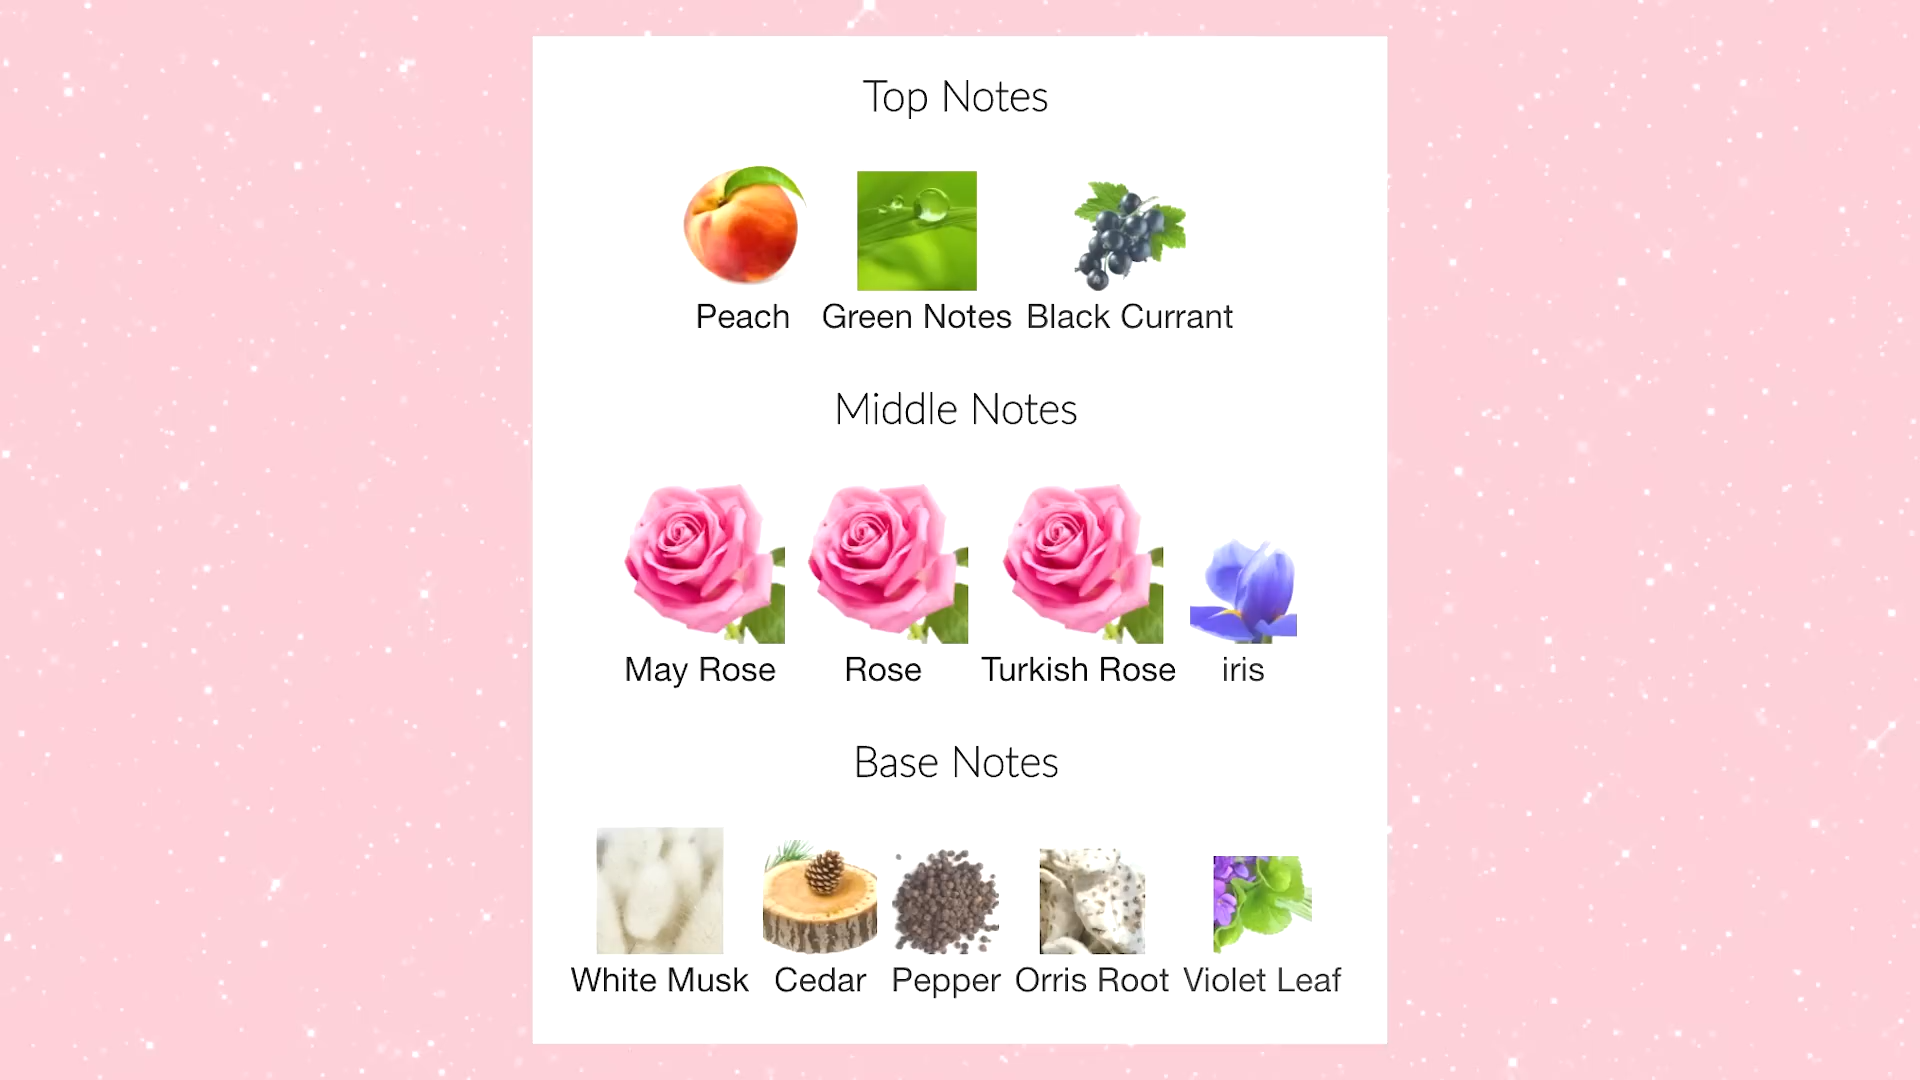 Top Notes
Peach Green Notes Black Currant
Middle Notes
May Rose Rose Turkish Rose iris
Base Notes
White Musk Cedar Pepper Orris Root Violet Leaf